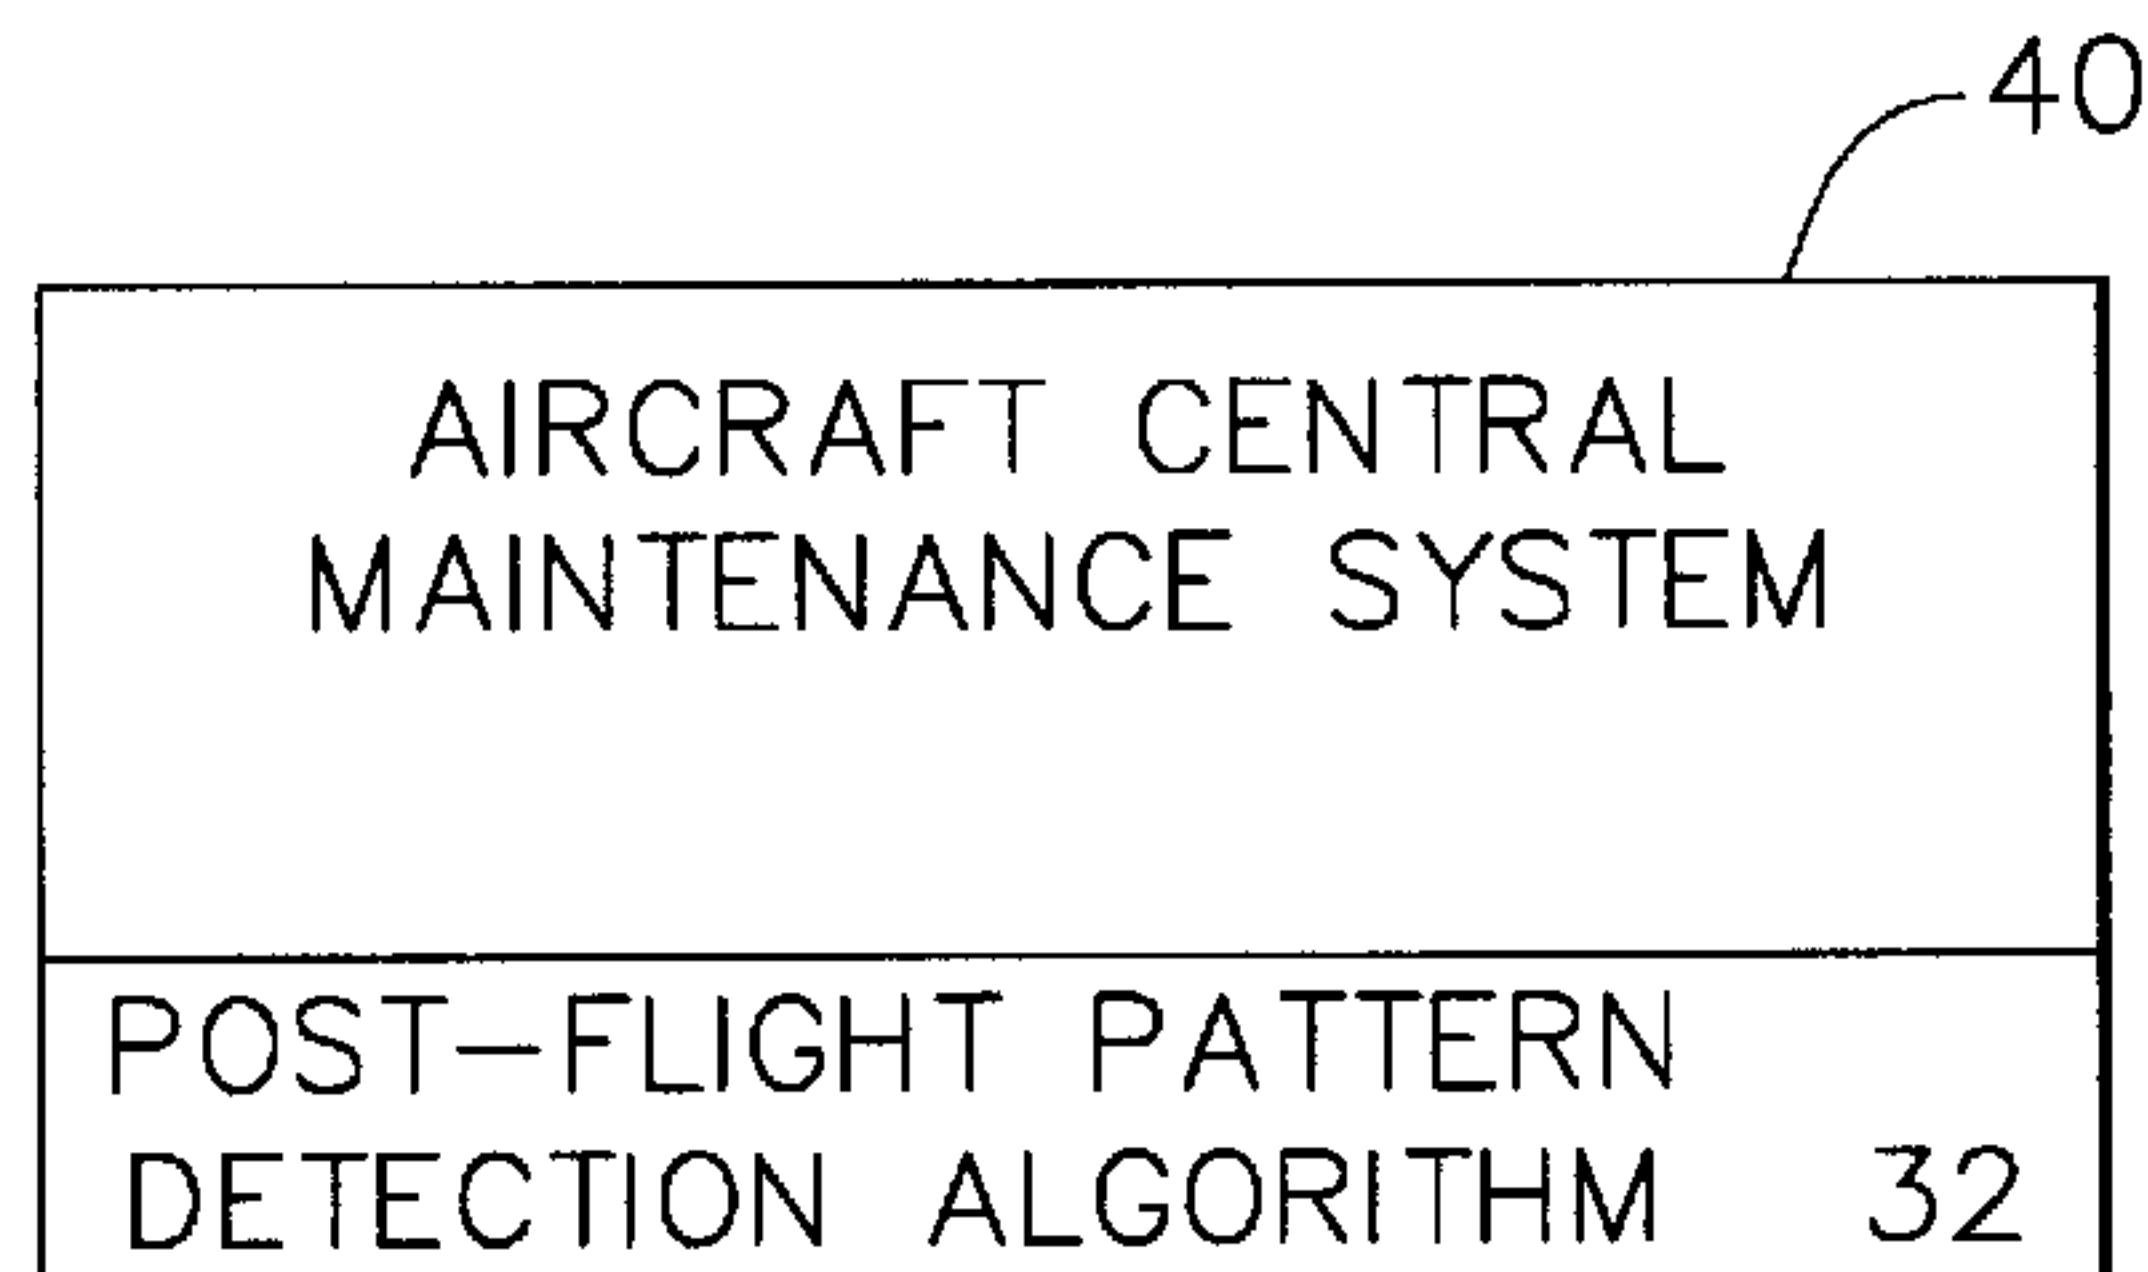 40
AIRCRAFT CENTRAL
MAINTENANCE SYSTEM
POST-FLIGHT PATTERN
DETECTION ALGORITHM 32